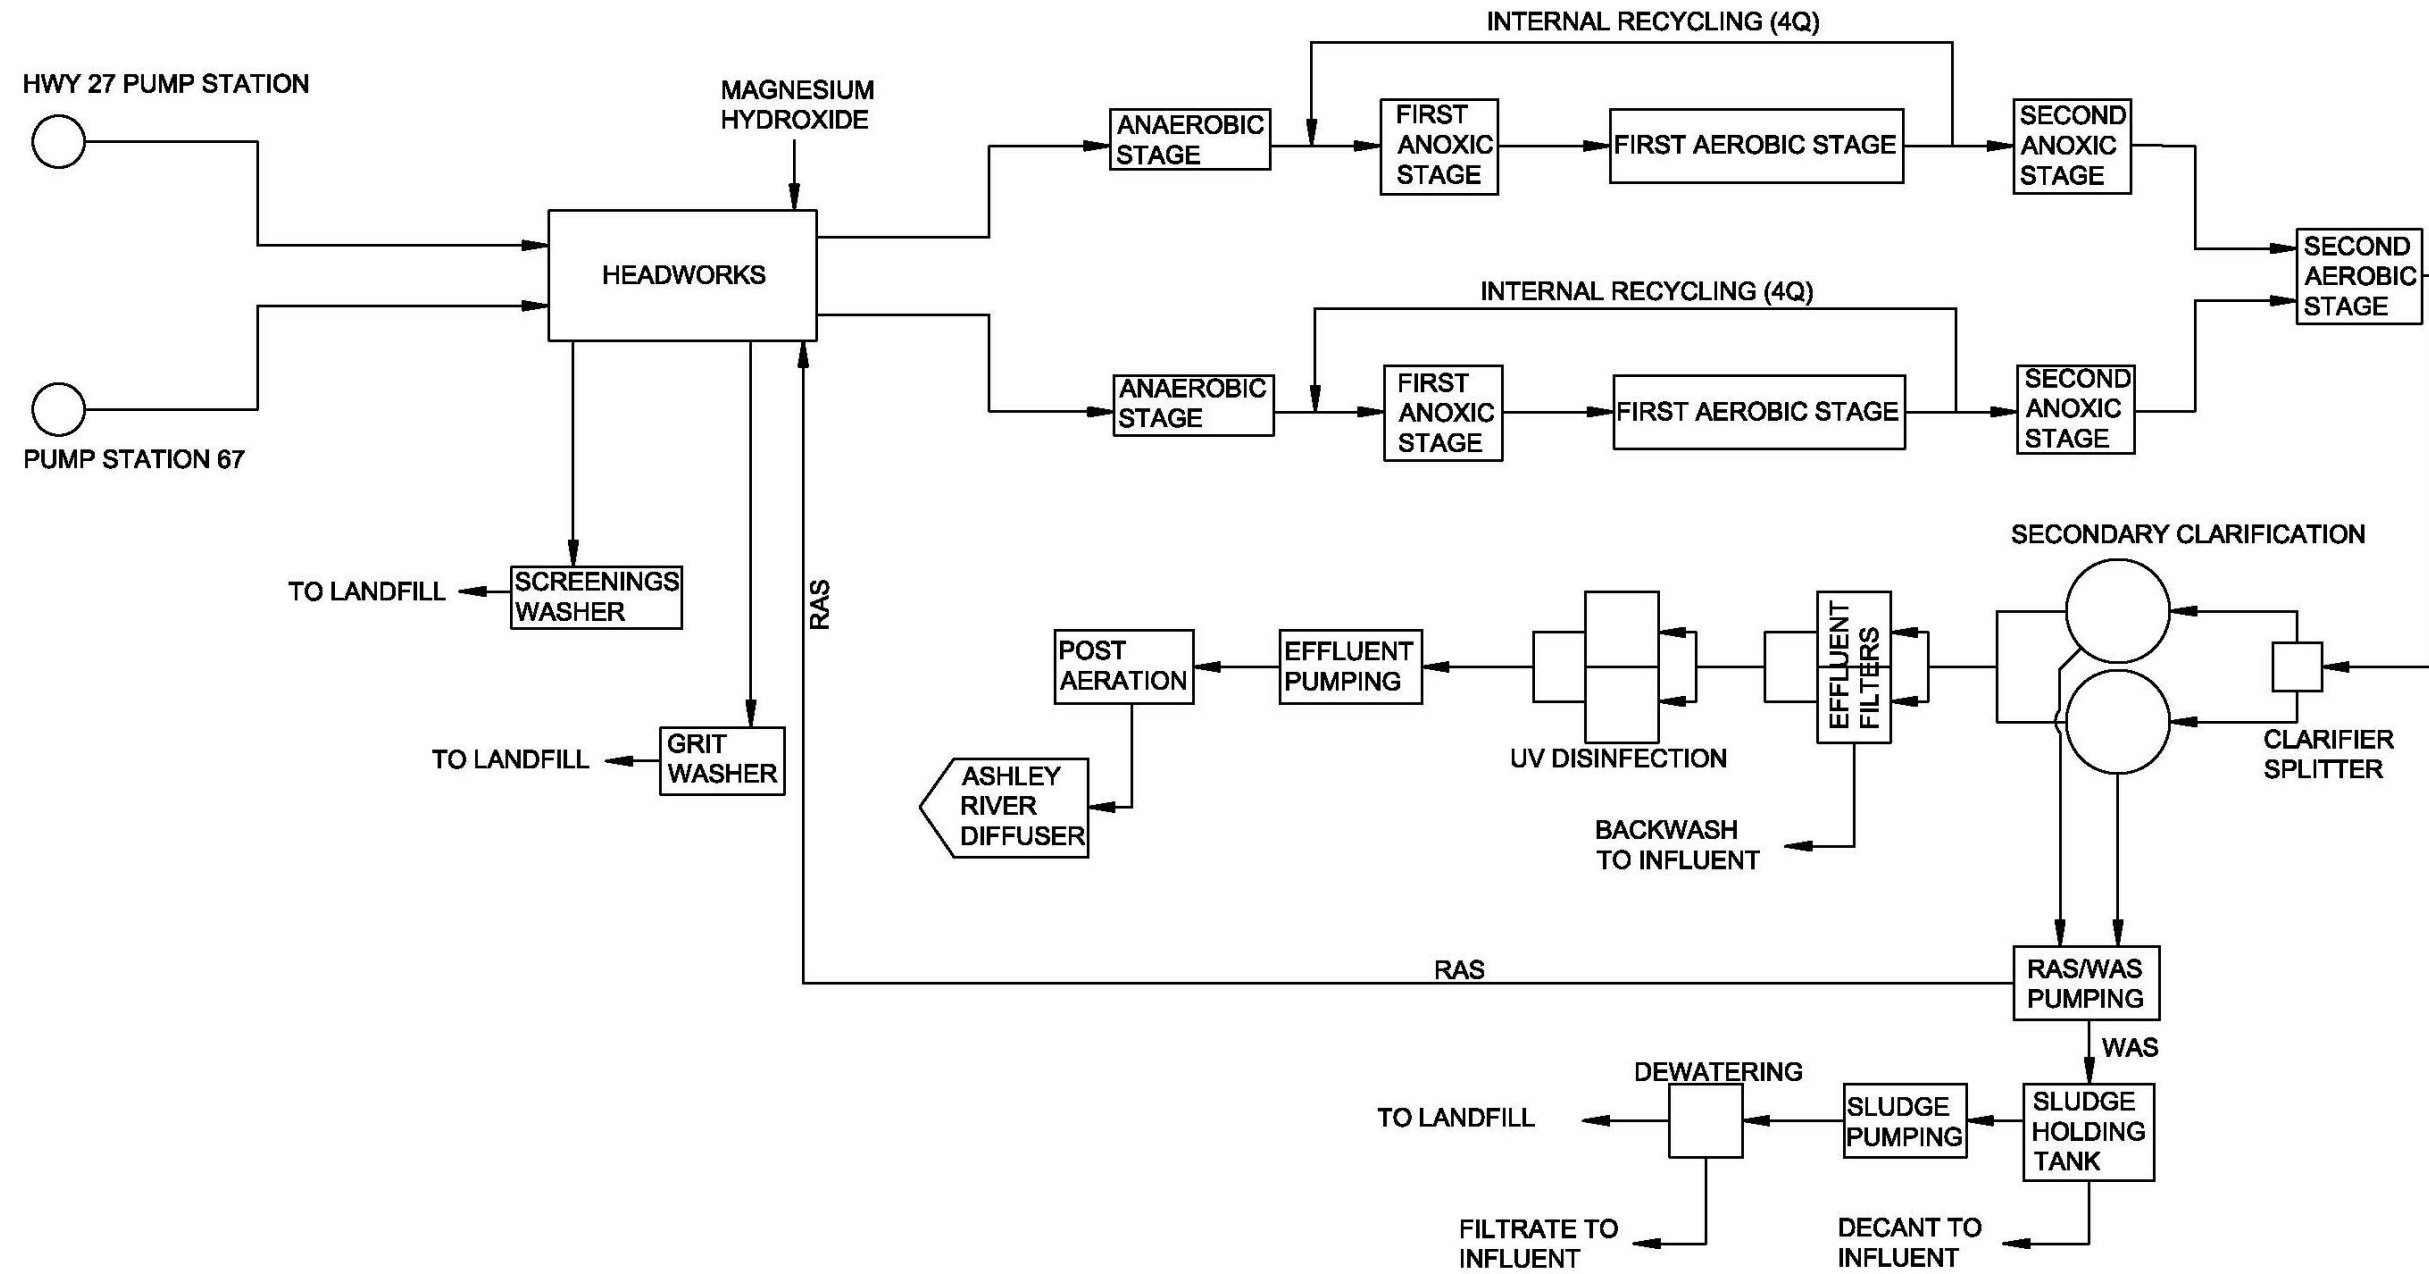 INTERNAL RECYCLING (4Q)
HWY 27 PUMP STATION
MAGNESIUM
HYDROXIDE
ANAEROBIC
STAGE
FIRST
ANOXIC
STAGE
FIRST AEROBIC STAGE
SECOND
ANOXIC
STAGE
HEADWORKS
SECOND
AEROBIC
STAGE
INTERNAL RECYCLING (4Q)
ANAEROBIC
STAGE
FIRST
ANOXIC
STAGE
FIRST AEROBIC STAGE
SECOND
ANOXIC
STAGE
PUMP STATION 67
SECONDARY CLARIFICATION
TO LANDFILL
SCREENINGS
WASHER
RAS
POST
AERATION
EFFLUENT
PUMPING
EFFLUENT
FILTERS
UV DISINFECTION
CLARIFIER
SPLITTER
TO LANDFILL
GRIT
WASHER
ASHLEY
RIVER
DIFFUSER
BACKWASH
TO INFLUENT
RAS
RAS/WAS
PUMPING
WAS
DEWATERING
TO LANDFILL
SLUDGE
PUMPING
SLUDGE
HOLDING
TANK
FILTRATE TO
INFLUENT
DECANT TO
INFLUENT